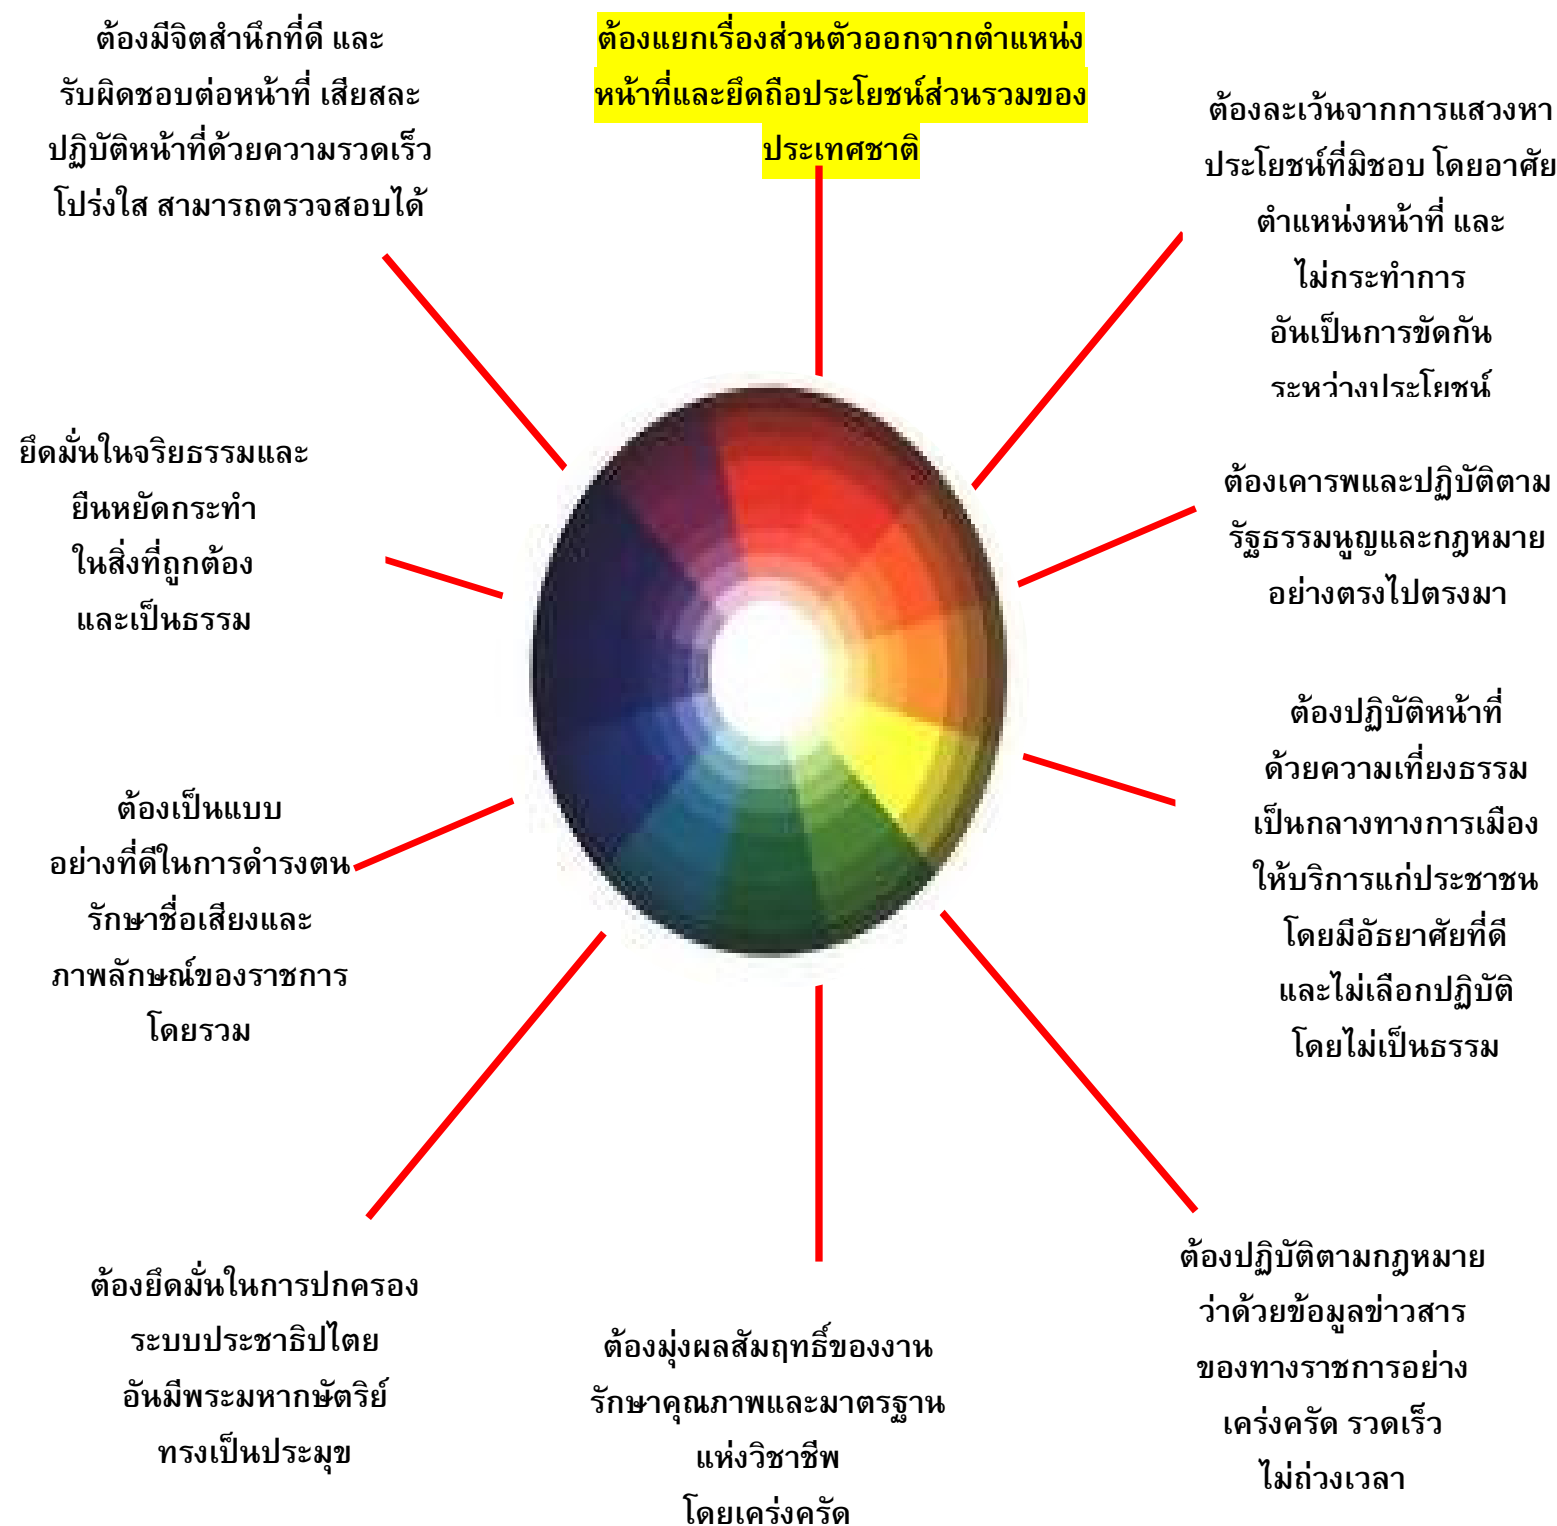 ต้องมีจิตสำนึกที่ดี และ
รับผิดชอบต่อหน้าที่ เสียสละ
ปฏิบัติหน้าที่ด้วยความรวดเร็ว
โปร่งใส สามารถตรวจสอบได้
ต้องแยกเรื่องส่วนตัวออกจากตำแหน่ง
หน้าที่และยึดถือประโยชน์ส่วนรวมของ
ประเทศชาติ
ต้องละเว้นจากการแสวงหา
ประโยชน์ที่มิชอบ โดยอาศัย
ตำแหน่งหน้าที่ และ
ไม่กระทำการ
อันเป็นการขัดกัน
ระหว่างประโยชน์
ยึดมั่นในจริยธรรมและ
ยืนหยัดกระทำ
ในสิ่งที่ถูกต้อง
และเป็นธรรม
ต้องเคารพและปฏิบัติตาม
รัฐธรรมนูญและกฎหมาย
อย่างตรงไปตรงมา
ต้องเป็นแบบ
อย่างที่ดีในการดำรงตน
รักษาชื่อเสียงและ
ภาพลักษณ์ของราชการ
โดยรวม
ต้องปฏิบัติหน้าที่
ด้วยความเที่ยงธรรม
เป็นกลางทางการเมือง
ให้บริการแก่ประชาชน
โดยมีอัธยาศัยที่ดี
และไม่เลือกปฏิบัติ
โดยไม่เป็นธรรม
ต้องยึดมั่นในการปกครอง
ระบบประชาธิปไตย
อันมีพระมหากษัตริย์
ทรงเป็นประมุข
ต้องมุ่งผลสัมฤทธิ์ของงาน
รักษาคุณภาพและมาตรฐาน
แห่งวิชาชีพ
โดยเคร่งครัด
ต้องปฏิบัติตามกฎหมาย
ว่าด้วยข้อมูลข่าวสาร
ของทางราชการอย่าง
เคร่งครัด รวดเร็ว
ไม่ถ่วงเวลา